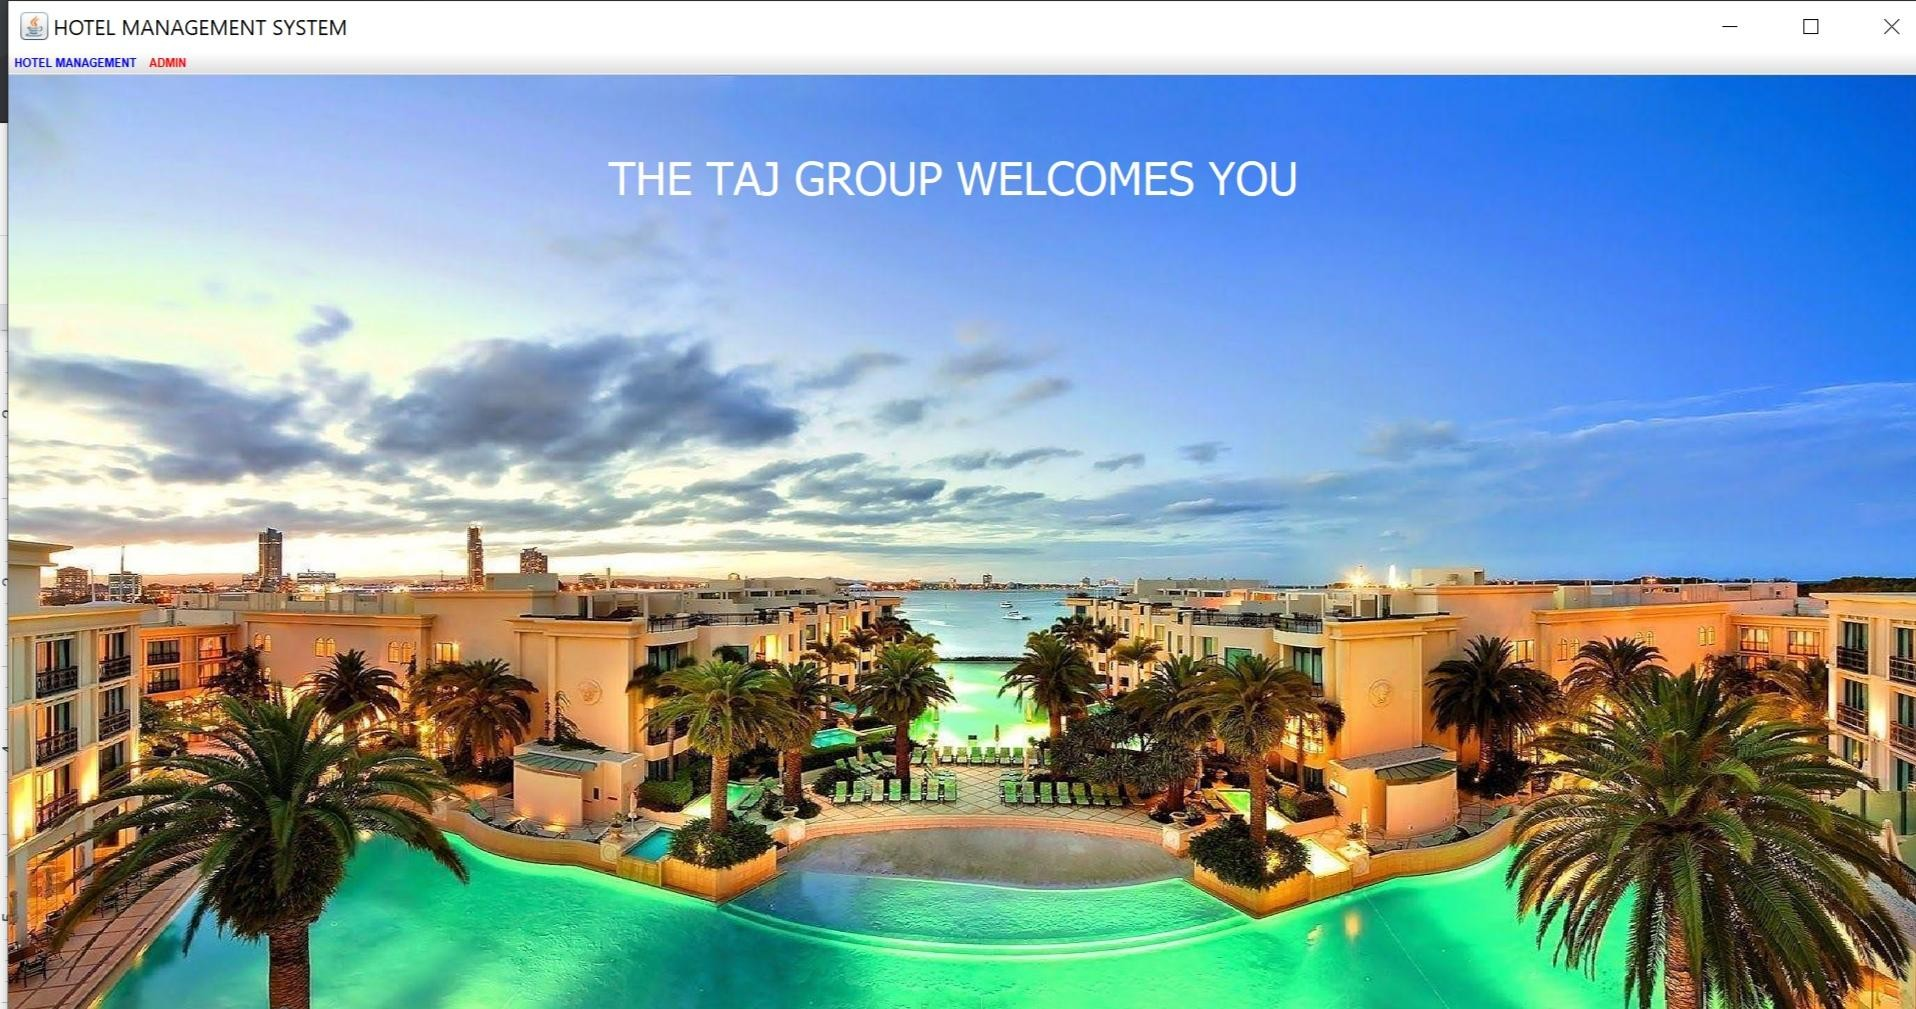 HOTEL MANAGEMENT SYSTEM
HOTEL MANAGEMENT ADMIN
THE TAJ GROUP WELCOMES YOU